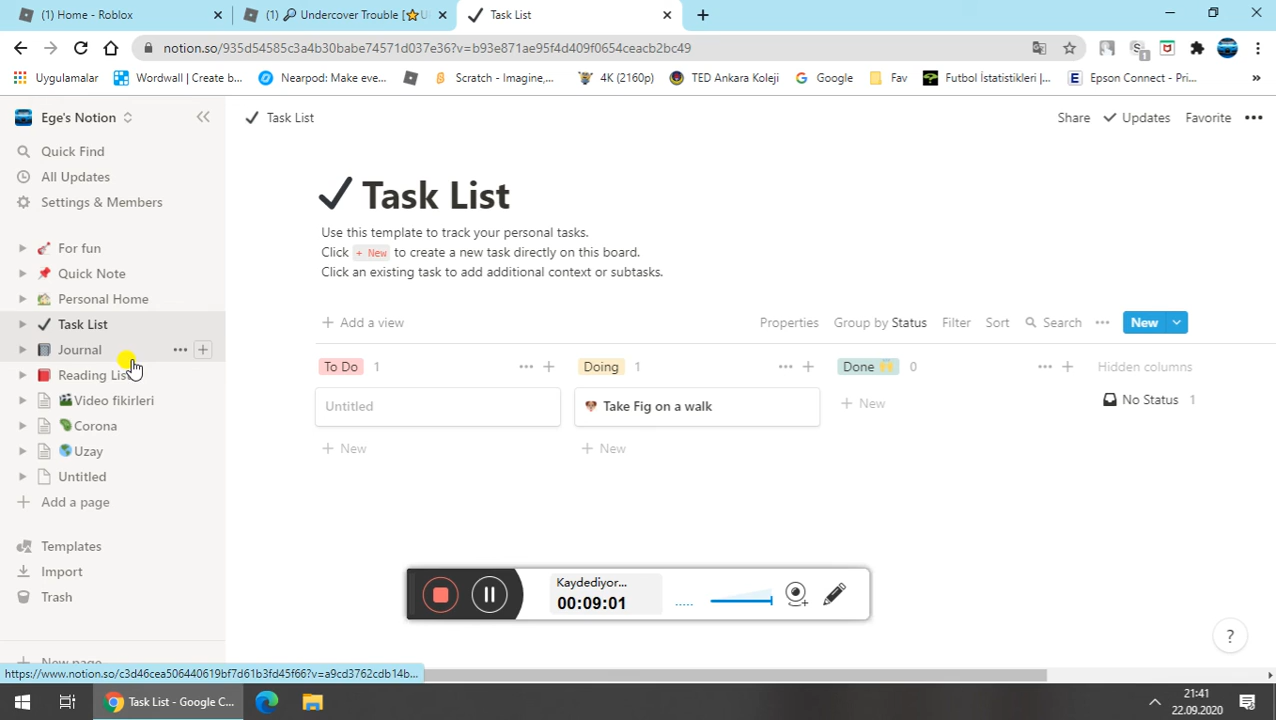 (1) Home - Roblox
(1) 🔎 Undercover Trouble [⭐
Task List
notion.so/935d54585c3a4b30babe74571d037e36?v=b93e871ae95f4d409f0654ceacb2bc49
Uygulamalar
Wordwall | Create b...
Nearpod: Make eve...
Scratch - Imagine,...
4K (2160p)
TED Ankara Koleji
Google
Fav
Futbol İstatistikleri |...
Epson Connect - Pri...
»
Ege's Notion
Quick Find
All Updates
Settings & Members
For fun
Quick Note
Personal Home
Task List
Journal
Reading List
Video fikirleri
Corona
Uzay
Untitled
Add a page
Templates
Import
Trash
New page
Task List
Share
Updates
Favorite
Task List
Use this template to track your personal tasks.
Click + New to create a new task directly on this board.
Click an existing task to add additional context or subtasks.
+ Add a view
Properties
Group by Status
Filter
Sort
Search
New
To Do 1
Doing 1
Done 🙌 0
Hidden columns
Untitled
Take Fig on a walk
+ New
No Status 1
+ New
+ New
Kaydediyor...
00:09:01
?
https://www.notion.so/c3d46cea506440619bf7d61b3fd45f66?v=a9cd3762cdb14b...
Task List - Google C...
21:41
22.09.2020